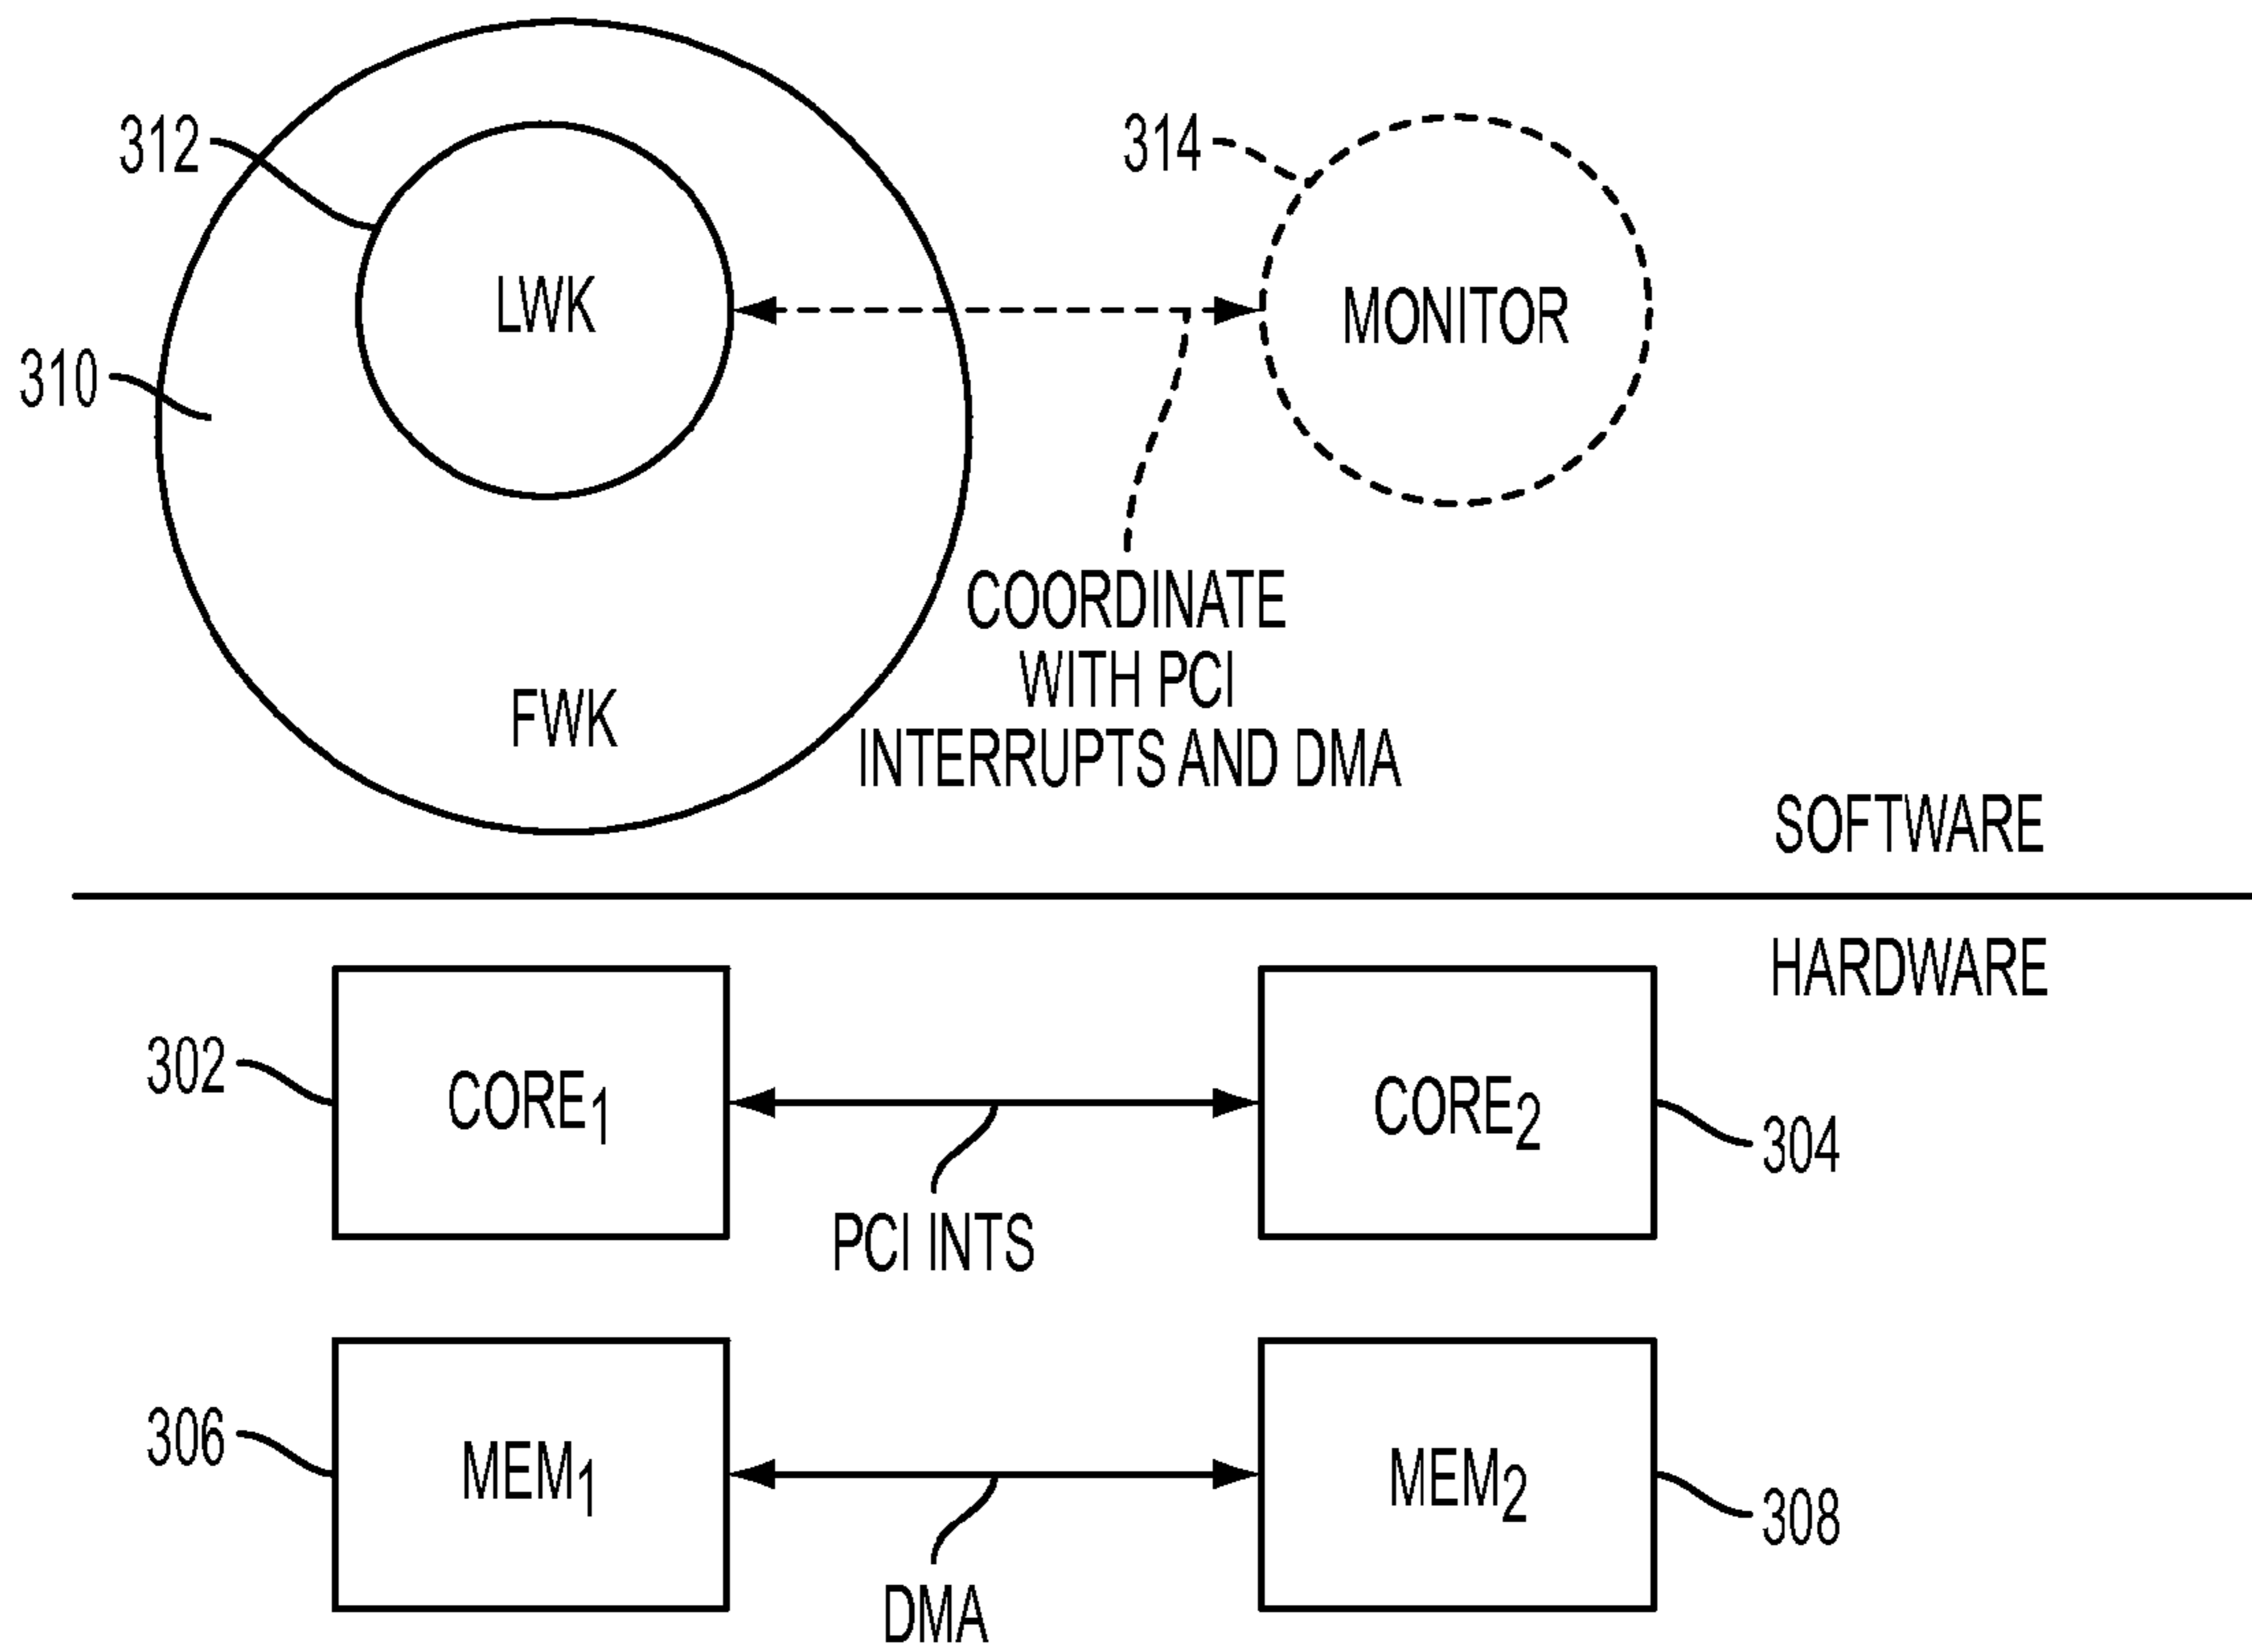 312
314
LWK
MONITOR
310
COORDINATE
WITH PCI
INTERRUPTS AND DMA
FWK
SOFTWARE
HARDWARE
302
CORE1
CORE2
304
PCI INTS
306
MEM1
MEM2
308
DMA